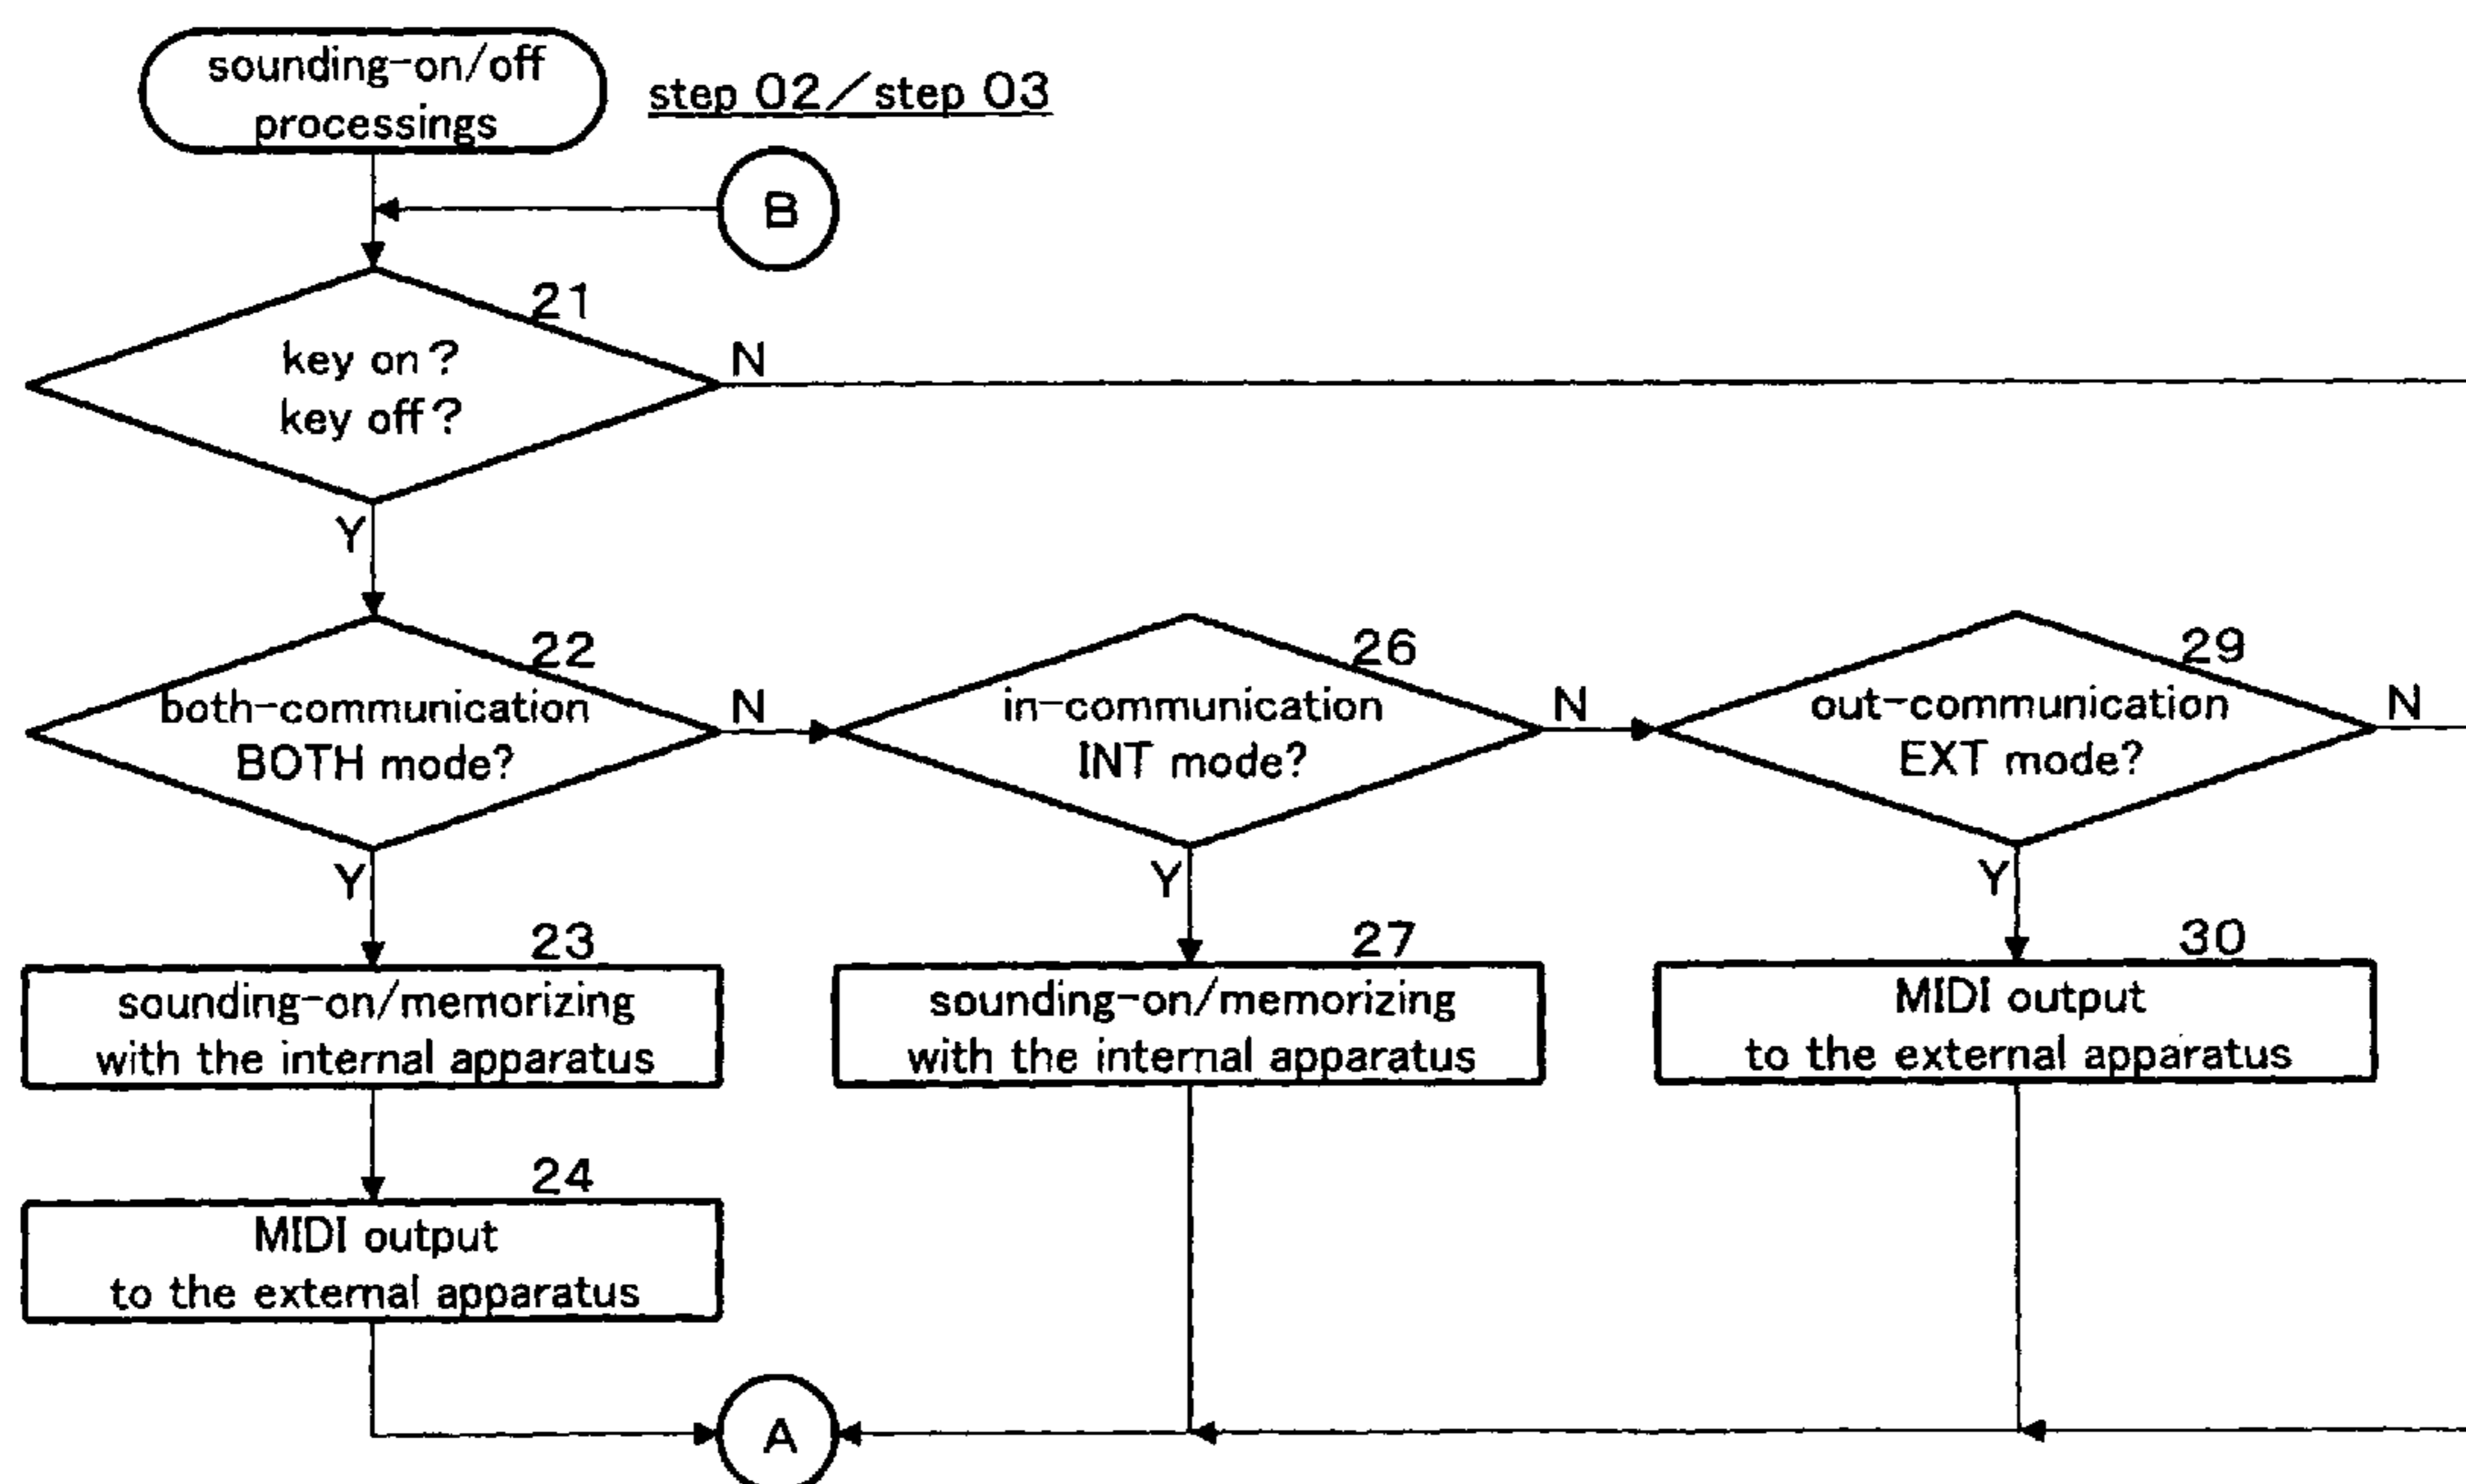 sounding-on/off
processings
step 02／step 03
B
21
key on?
key off?
N
Y
22
both-communication
BOTH mode?
N
26
in-communication
INT mode?
N
29
out-communication
EXT mode?
N
Y
Y
Y
23
sounding-on/memorizing
with the internal apparatus
27
sounding-on/memorizing
with the internal apparatus
30
MIDI output
to the external apparatus
24
MIDI output
to the external apparatus
A